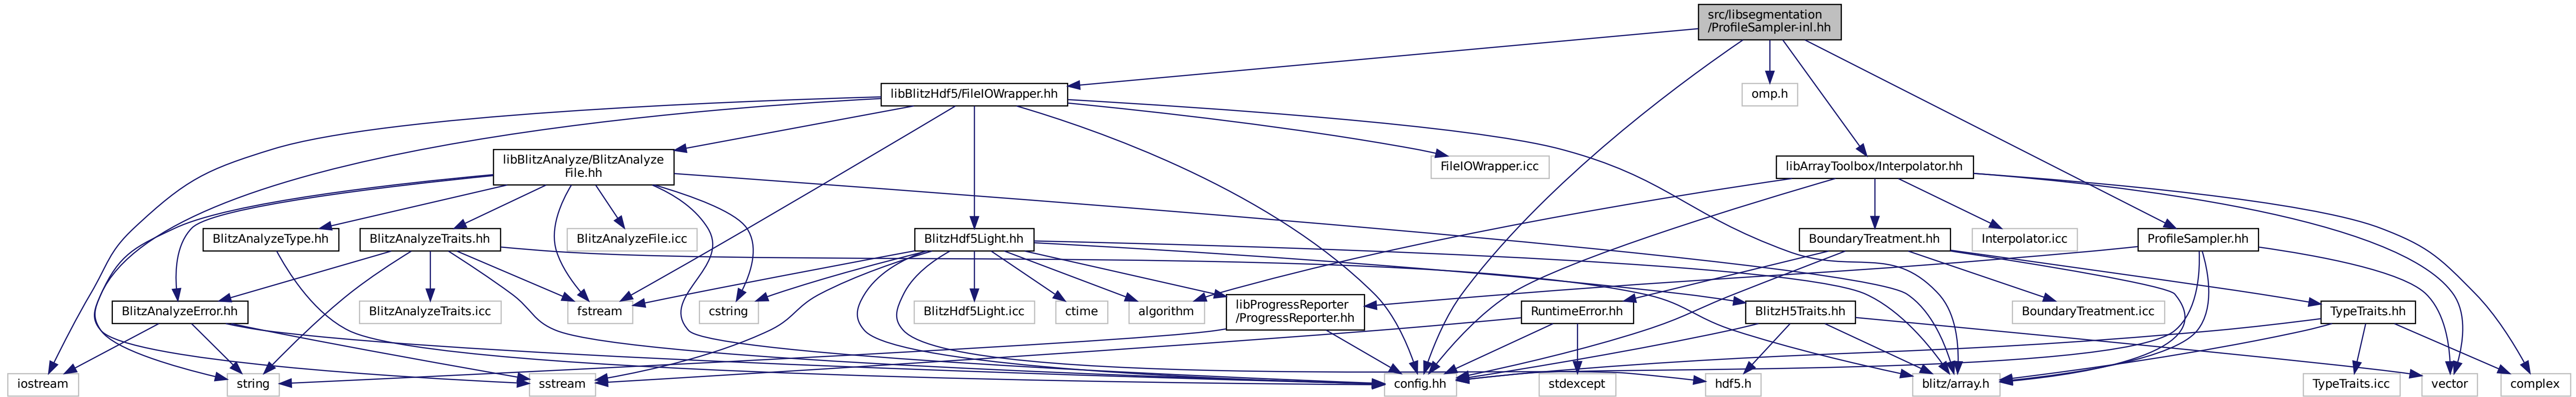 src/libsegmentation
/ProfileSampler-inl.hh
libBlitzHdf5/FileIOWrapper.hh
omp.h
libBlitzAnalyze/BlitzAnalyze
File.hh
FileIOWrapper.icc
libArrayToolbox/Interpolator.hh
BlitzAnalyzeType.hh
BlitzAnalyzeTraits.hh
BlitzAnalyzeFile.icc
BlitzHdf5Light.hh
BoundaryTreatment.hh
Interpolator.icc
ProfileSampler.hh
BlitzAnalyzeError.hh
BlitzAnalyzeTraits.icc
fstream
cstring
BlitzHdf5Light.icc
ctime
algorithm
libProgressReporter
/ProgressReporter.hh
RuntimeError.hh
BlitzH5Traits.hh
BoundaryTreatment.icc
TypeTraits.hh
iostream
string
sstream
config.hh
stdexcept
hdf5.h
blitz/array.h
TypeTraits.icc
vector
complex